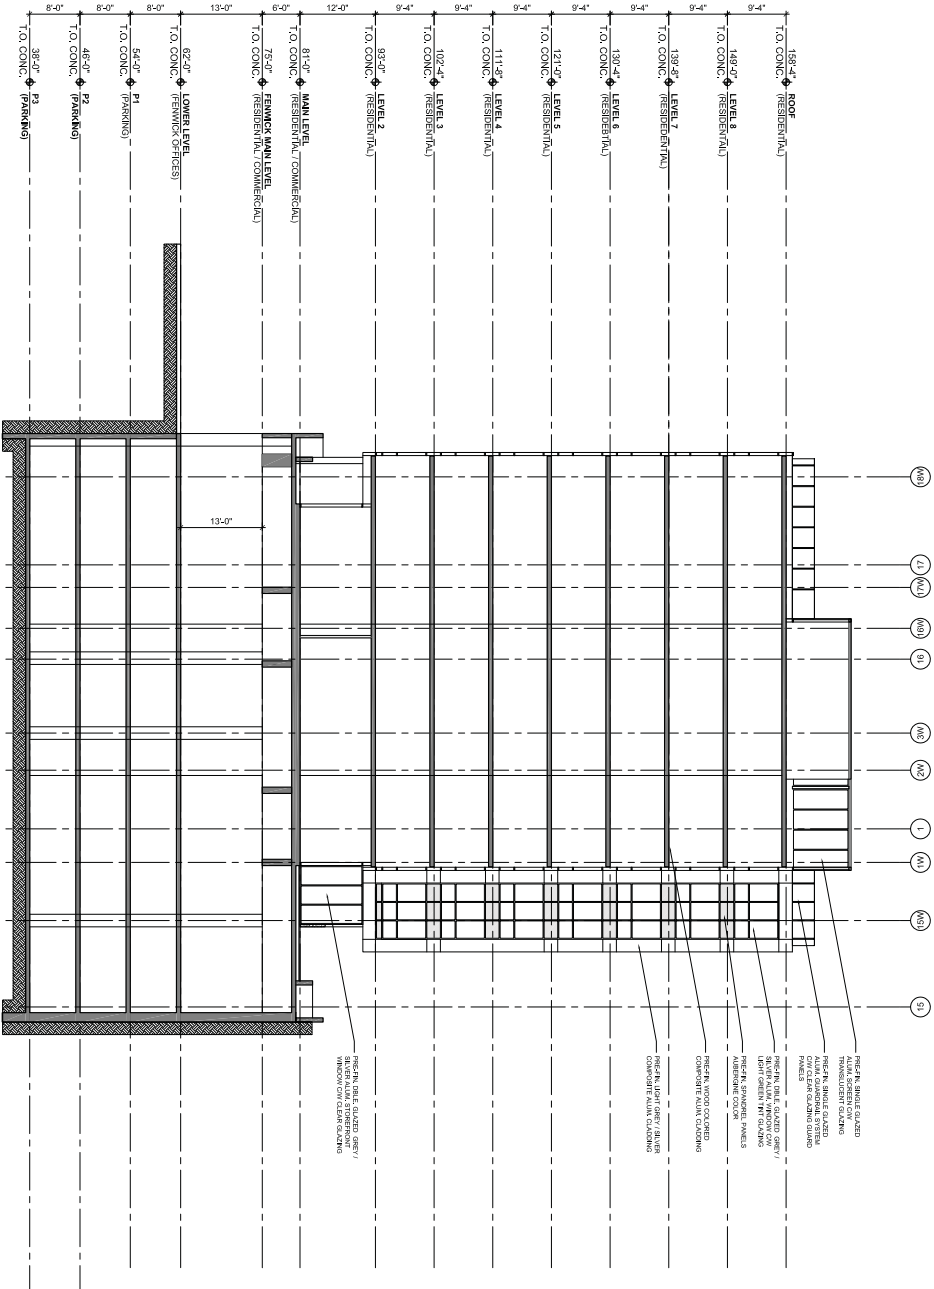 18W
17
17W
16W
16
3W
2W
1
1W
15W
15
ROOF
(RESIDENTIAL)
158'-4"
T.O. CONC.
9'-4"
LEVEL 8
(RESIDENTAIL)
149'-0"
T.O. CONC.
9'-4"
LEVEL 7
(RESIDEDENTIAL)
139'-8"
T.O. CONC.
9'-4"
LEVEL 6
(RESIDEBTIAL)
130'-4"
T.O. CONC.
9'-4"
LEVEL 5
(RESIDENTIAL)
121'-0"
T.O. CONC.
9'-4"
LEVEL 4
(RESIDENTIAL)
111'-8"
T.O. CONC.
9'-4"
LEVEL 3
(RESIDENTIAL)
102'-4"
T.O. CONC.
9'-4"
LEVEL 2
(RESIDENTIAL)
93'-0"
T.O. CONC.
12'-0"
MAIN LEVEL
(RESIDENTIAL / COMMERCIAL)
81'-0"
T.O. CONC.
6'-0"
FENWICK MAIN LEVEL
(RESIDENTIAL / COMMERCIAL)
75'-0"
T.O. CONC.
13'-0"
13'-0"
LOWER LEVEL
(FENWICK OFFICES)
62'-0"
T.O. CONC.
8'-0"
P1
(PARKING)
54'-0"
T.O. CONC.
8'-0"
P2
(PARKING)
46'-0"
T.O. CONC.
8'-0"
P3
(PARKING)
38'-0"
T.O. CONC.
PRE-FIN. SINGLE GLAZED
ALUM. SCREEN C/W
TRANSLUCENT GLAZING
PRE-FIN. SINGLE GLAZED
ALUM. GUARDRAIL SYSTEM
C/W CLEAR GLAZING GUARD
PANELS
PRE-FIN. DBLE. GLAZED GREY /
SILVER ALUM. WINDOW C/W
LIGHT GREEN TINT GLAZING
PRE-FIN. SPANDREL PANELS
AUBERGINE COLOR
PRE-FIN. WOOD COLORED
COMPOSITE ALUM. CLADDING
PRE-FIN. LIGHT GREY / SILVER
COMPOSITE ALUM. CLADDING
PRE-FIN. DBLE. GLAZED GREY /
SILVER ALUM. STOREFRONT
WINDOW C/W CLEAR GLAZING